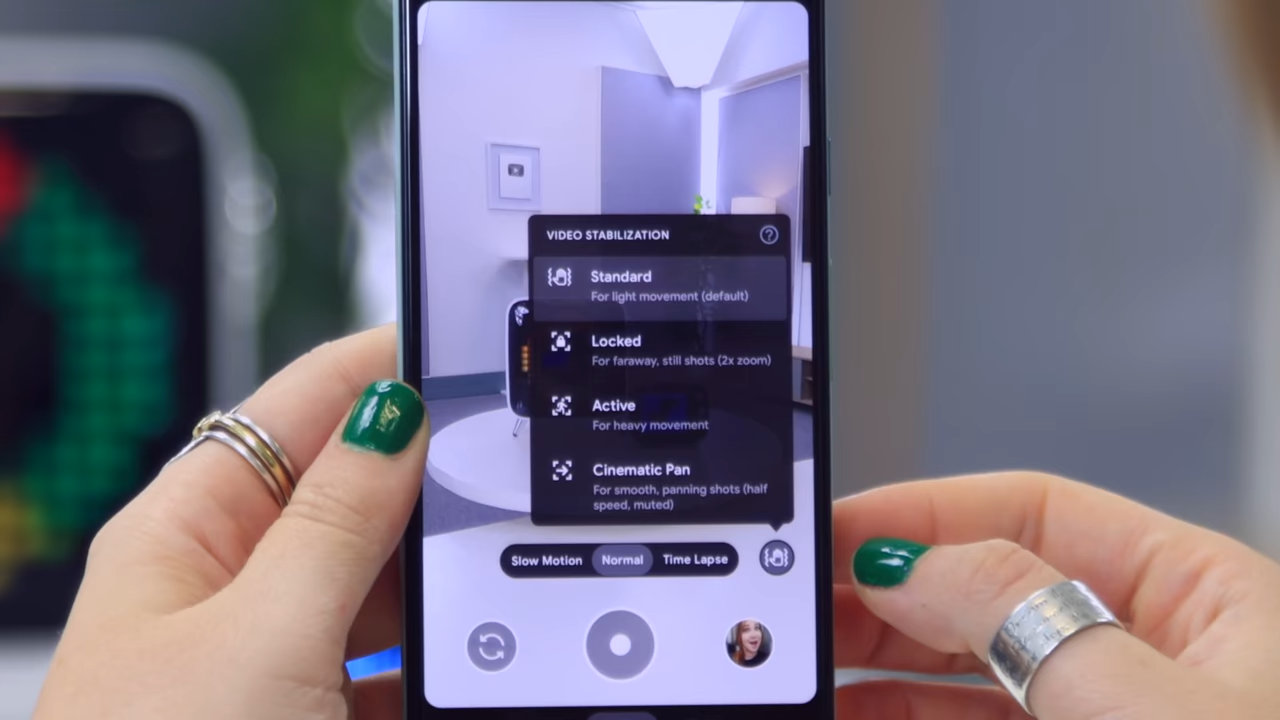 VIDEO STABILIZATION
?
Standard
For light movement (default)
Locked
For faraway, still shots (2x zoom)
Active
For heavy movement
Cinematic Pan
For smooth, panning shots (half
speed, muted)
Slow Motion Normal Time Lapse